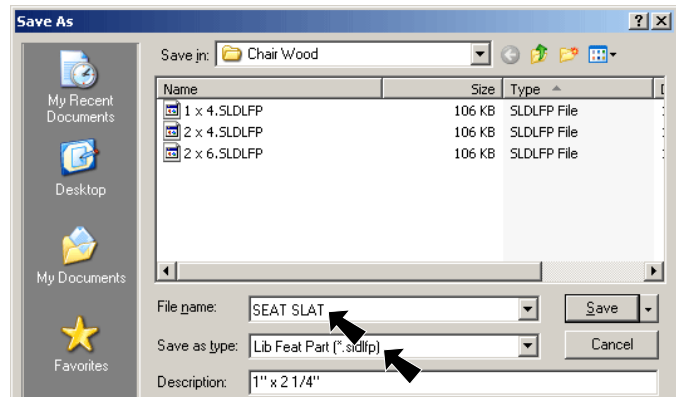 Save As
Save in: Chair Wood
My Recent Documents
Desktop
My Documents
Favorites
Name Size Type
1 x 4.SLDLFP 106 KB SLDLFP File
2 x 4.SLDLFP 106 KB SLDLFP File
2 x 6.SLDLFP 106 KB SLDLFP File
File name: SEAT SLAT Save
Save as type: Lib Feat Part (*.sldlfp) Cancel
Description: 1" x 2 1/4"